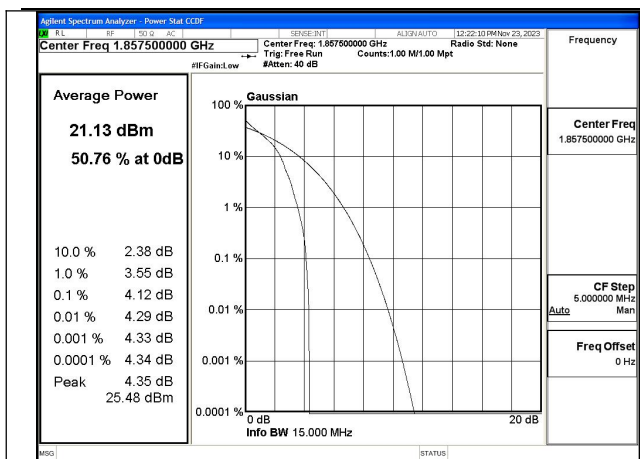 Agilent Spectrum Analyzer - Power Stat CCDF
LXI RL RF 50 Ω AC SENSE:INT ALIGN AUTO 12:22:10 PM Nov 23, 2023
Center Freq 1.857500000 GHz
Center Freq: 1.857500000 GHz Radio Std: None
Trig: Free Run Counts:1.00 M/1.00 Mpt
#IFGain:Low #Atten: 40 dB
Frequency
Average Power
21.13 dBm
50.76 % at 0dB
10.0 % 2.38 dB
1.0 % 3.55 dB
0.1 % 4.12 dB
0.01 % 4.29 dB
0.001 % 4.33 dB
0.0001 % 4.34 dB
Peak 4.35 dB
25.48 dBm
Gaussian
100 %
10 %
1 %
0.1 %
0.01 %
0.001 %
0.0001 %
0 dB 20 dB
Info BW 15.000 MHz
Center Freq
1.857500000 GHz
CF Step
5.000000 MHz
Auto Man
Freq Offset
0 Hz
MSG STATUS